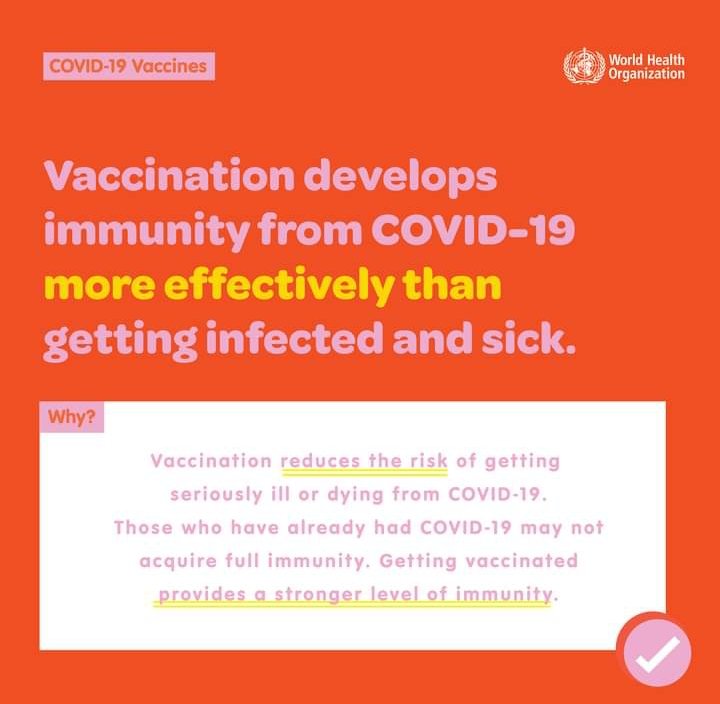 COVID-19 Vaccines
World Health
Organization
Vaccination develops
immunity from COVID-19
more effectively than
getting infected and sick.
Why?
Vaccination reduces the risk of getting
seriously ill or dying from COVID-19.
Those who have already had COVID-19 may not
acquire full immunity. Getting vaccinated
provides a stronger level of immunity.